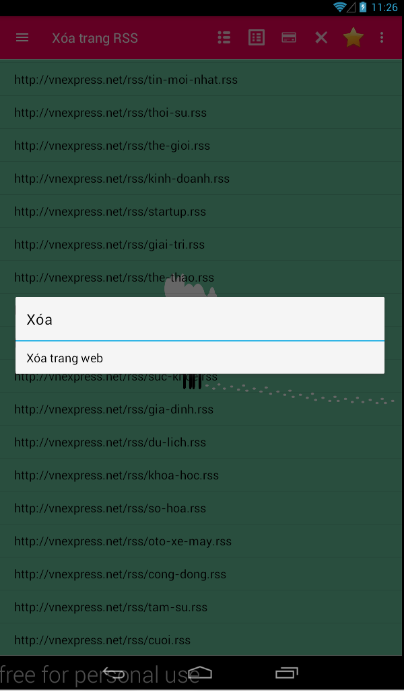 11:26
Xóa trang RSS
http://vnexpress.net/rss/tin-moi-nhat.rss
http://vnexpress.net/rss/thoi-su.rss
http://vnexpress.net/rss/the-gioi.rss
http://vnexpress.net/rss/kinh-doanh.rss
http://vnexpress.net/rss/startup.rss
http://vnexpress.net/rss/giai-tri.rss
http://vnexpress.net/rss/the-thao.rss
Xóa
Xóa trang web
http://vnexpress.net/rss/suc-khoe.rss
http://vnexpress.net/rss/gia-dinh.rss
http://vnexpress.net/rss/du-lich.rss
http://vnexpress.net/rss/khoa-hoc.rss
http://vnexpress.net/rss/so-hoa.rss
http://vnexpress.net/rss/oto-xe-may.rss
http://vnexpress.net/rss/cong-dong.rss
http://vnexpress.net/rss/tam-su.rss
http://vnexpress.net/rss/cuoi.rss
free for personal use